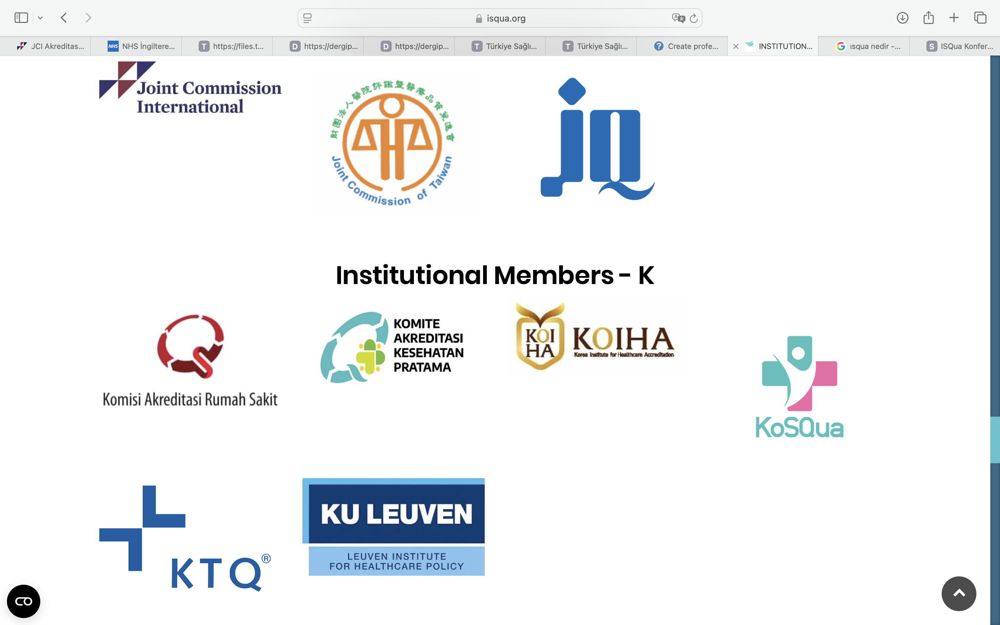 isqua.org
JCI Akreditas...
NHS
NHS İngiltere...
T
https://files.t...
D
https://dergip...
D
https://dergip...
T
Türkiye Sağlı...
T
Türkiye Sağlı...
?
Create profe...
INSTITUTION...
G
ısqua nedir -...
S
ISQua Konfer...
Joint Commission
International
財團法人醫院評鑑暨醫療品質策進會
Joint Commission of Taiwan
jQ
Institutional Members - K
Komisi Akreditasi Rumah Sakit
KOMITE
AKREDITASI
KESEHATAN
PRATAMA
KOI
HA
KOIHA
Korea Institute for Healthcare Accreditation
KoSQua
KTQ®
KU LEUVEN
LEUVEN INSTITUTE
FOR HEALTHCARE POLICY